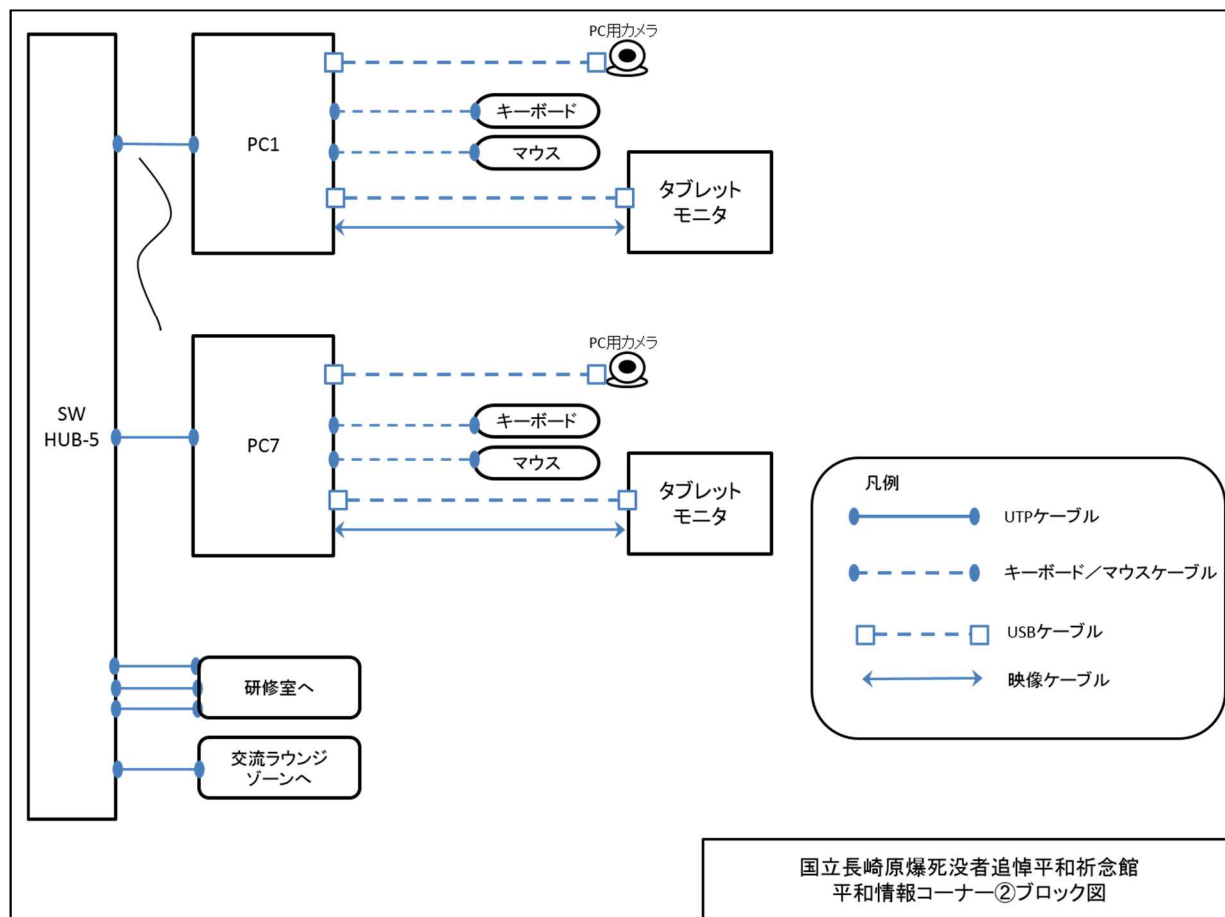 PC用カメラ
キーボード
PC1
マウス
タブレット
モニタ
PC用カメラ
キーボード
SW
HUB-5
PC7
マウス
タブレット
モニタ
凡例
UTPケーブル
キーボード／マウスケーブル
USBケーブル
映像ケーブル
研修室へ
交流ラウンジ
ゾーンへ
国立長崎原爆死没者追悼平和祈念館
平和情報コーナー②ブロック図